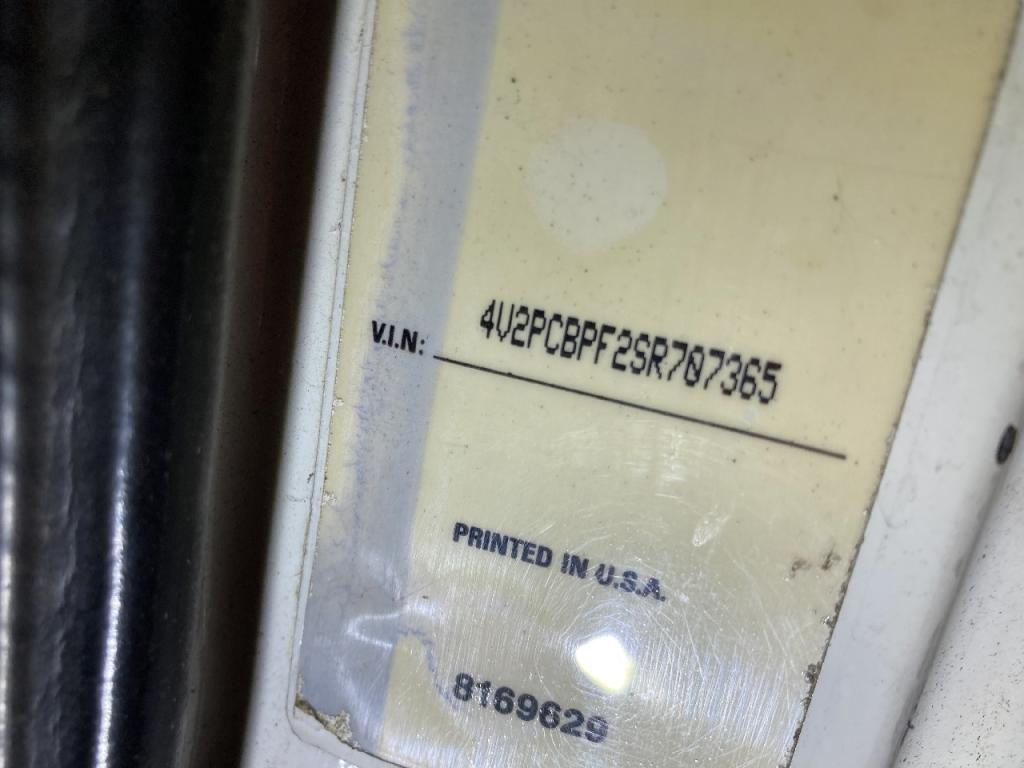 V.I.N: 4V2PCBPF2SR707365
PRINTED IN U.S.A.
8169629